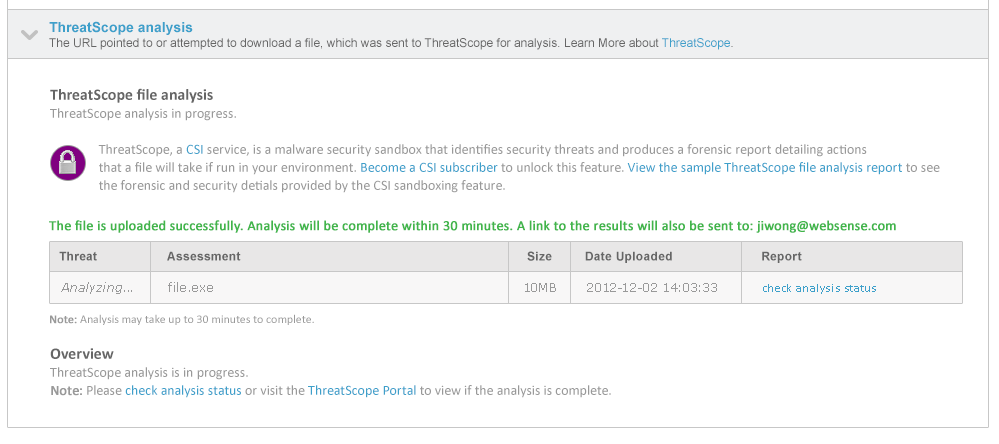 ThreatScope analysis
The URL pointed to or attempted to download a file, which was sent to ThreatScope for analysis. Learn More about ThreatScope.
ThreatScope file analysis
ThreatScope analysis in progress.
ThreatScope, a CSI service, is a malware security sandbox that identifies security threats and produces a forensic report detailing actions
that a file will take if run in your environment. Become a CSI subscriber to unlock this feature. View the sample ThreatScope file analysis report to see
the forensic and security detials provided by the CSI sandboxing feature.
The file is uploaded successfully. Analysis will be complete within 30 minutes. A link to the results will also be sent to: jiwong@websense.com
Threat Assessment Size Date Uploaded Report
Analyzing... file.exe 10MB 2012-12-02 14:03:33 check analysis status
Note: Analysis may take up to 30 minutes to complete.
Overview
ThreatScope analysis is in progress.
Note: Please check analysis status or visit the ThreatScope Portal to view if the analysis is complete.